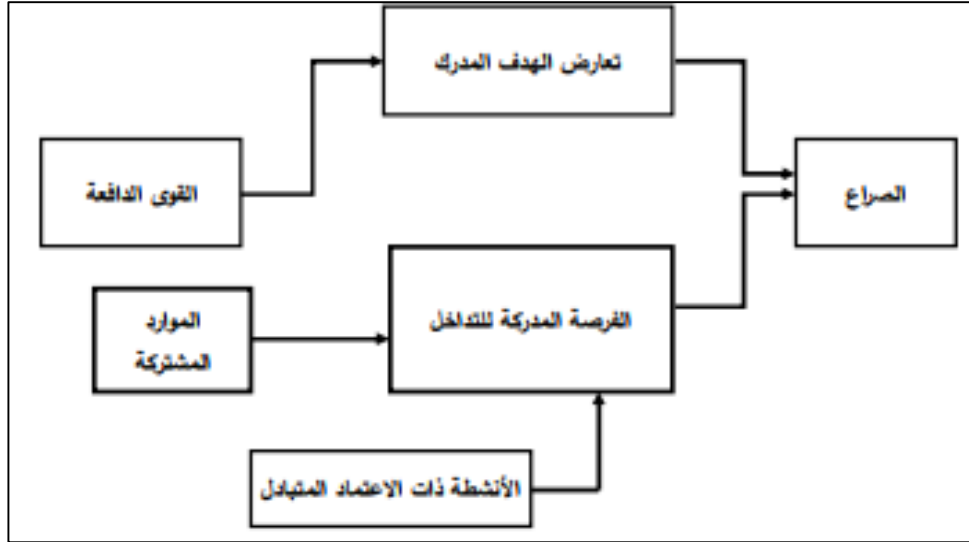 تعارض الهدف المدرك
القوى الدافعة
الصراع
الفرصة المدركة للتداخل
الموارد
المشتركة
الأنشطة ذات الاعتماد المتبادل